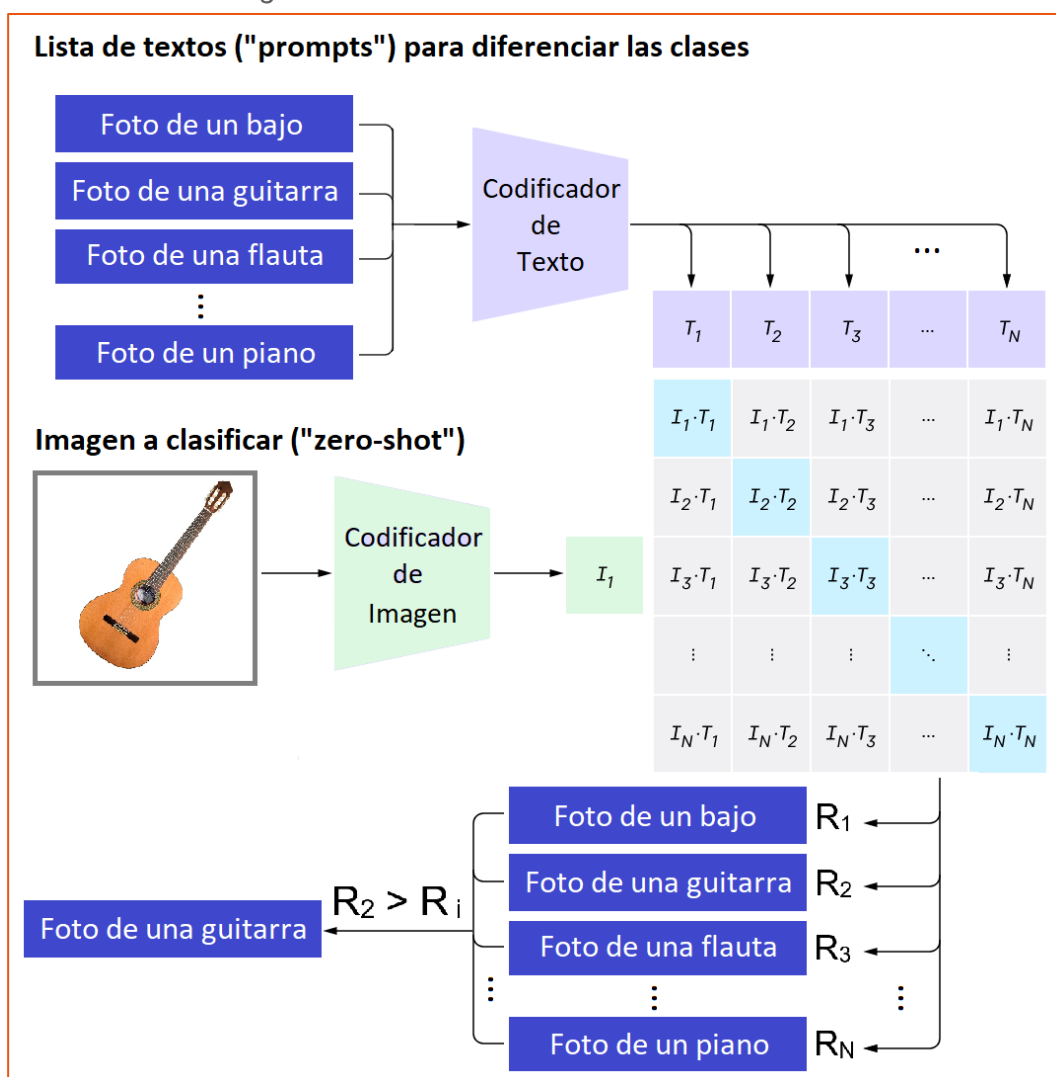 Lista de textos ("prompts") para diferenciar las clases
Foto de un bajo
Foto de una guitarra
Foto de una flauta
⋮
Foto de un piano
Codificador
de
Texto
...
T1 T2 T3 ... TN
I1·T1 I1·T2 I1·T3 ... I1·TN
I2·T1 I2·T2 I2·T3 ... I2·TN
I3·T1 I3·T2 I3·T3 ... I3·TN
⋮ ⋮ ⋮ ⋱ ⋮
IN·T1 IN·T2 IN·T3 ... IN·TN
Imagen a clasificar ("zero-shot")
Codificador
de
Imagen
I1
Foto de un bajo R1
Foto de una guitarra R2
Foto de una flauta R3
⋮ ⋮ ⋮
Foto de un piano RN
R2 > Ri
Foto de una guitarra